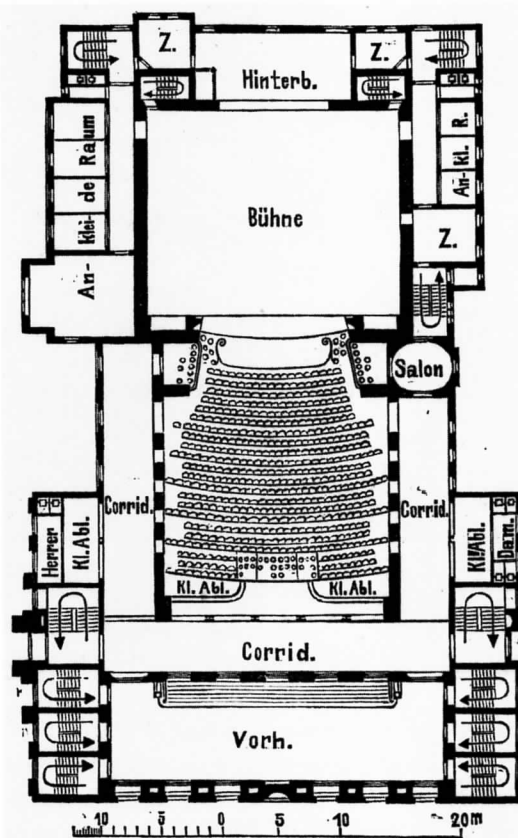 Z.
Z.
Hinterb.
An-
klei-
de
Raum
An-
kl.
R.
Bühne
Z.
Salon
Corrid.
Corrid.
Herren
Kl. Abl.
Kl. Abl.
Dam.
Kl. Abl.
Kl. Abl.
Corrid.
Vorh.
10 5 0 5 10 20 m